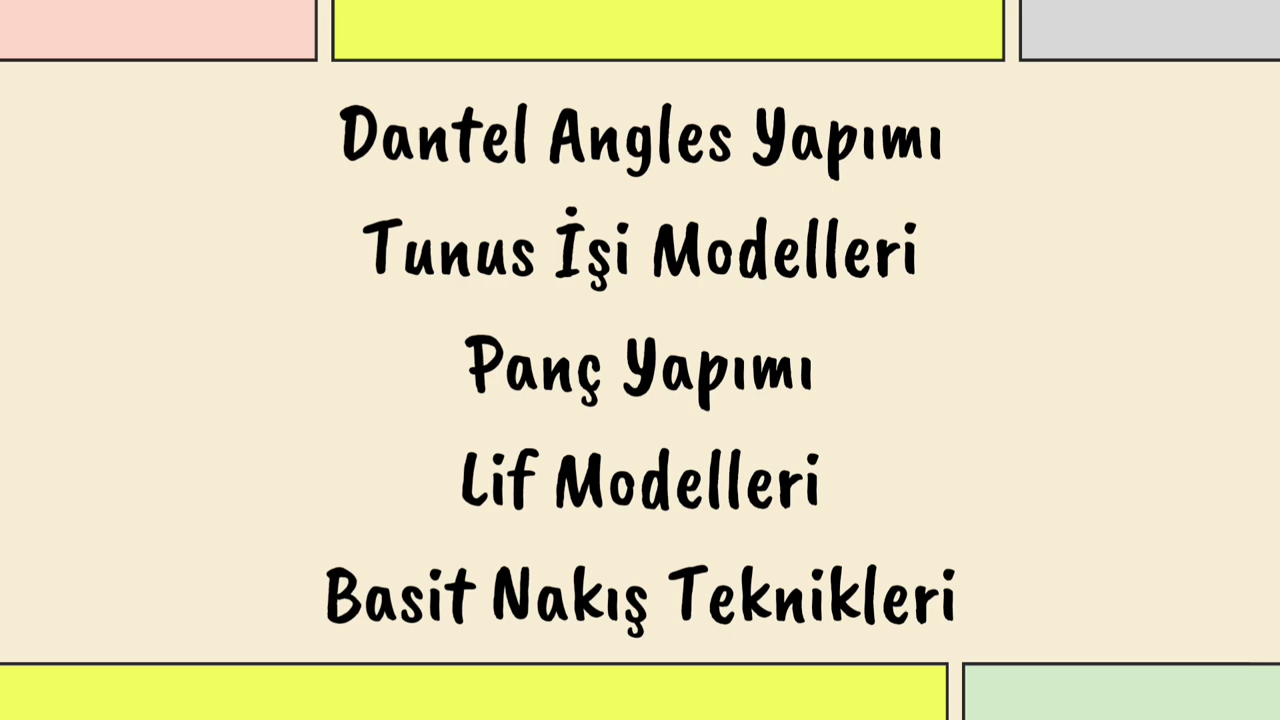 Dantel Angles Yapımı
Tunus İşi Modelleri
Panç Yapımı
Lif Modelleri
Basit Nakış Teknikleri